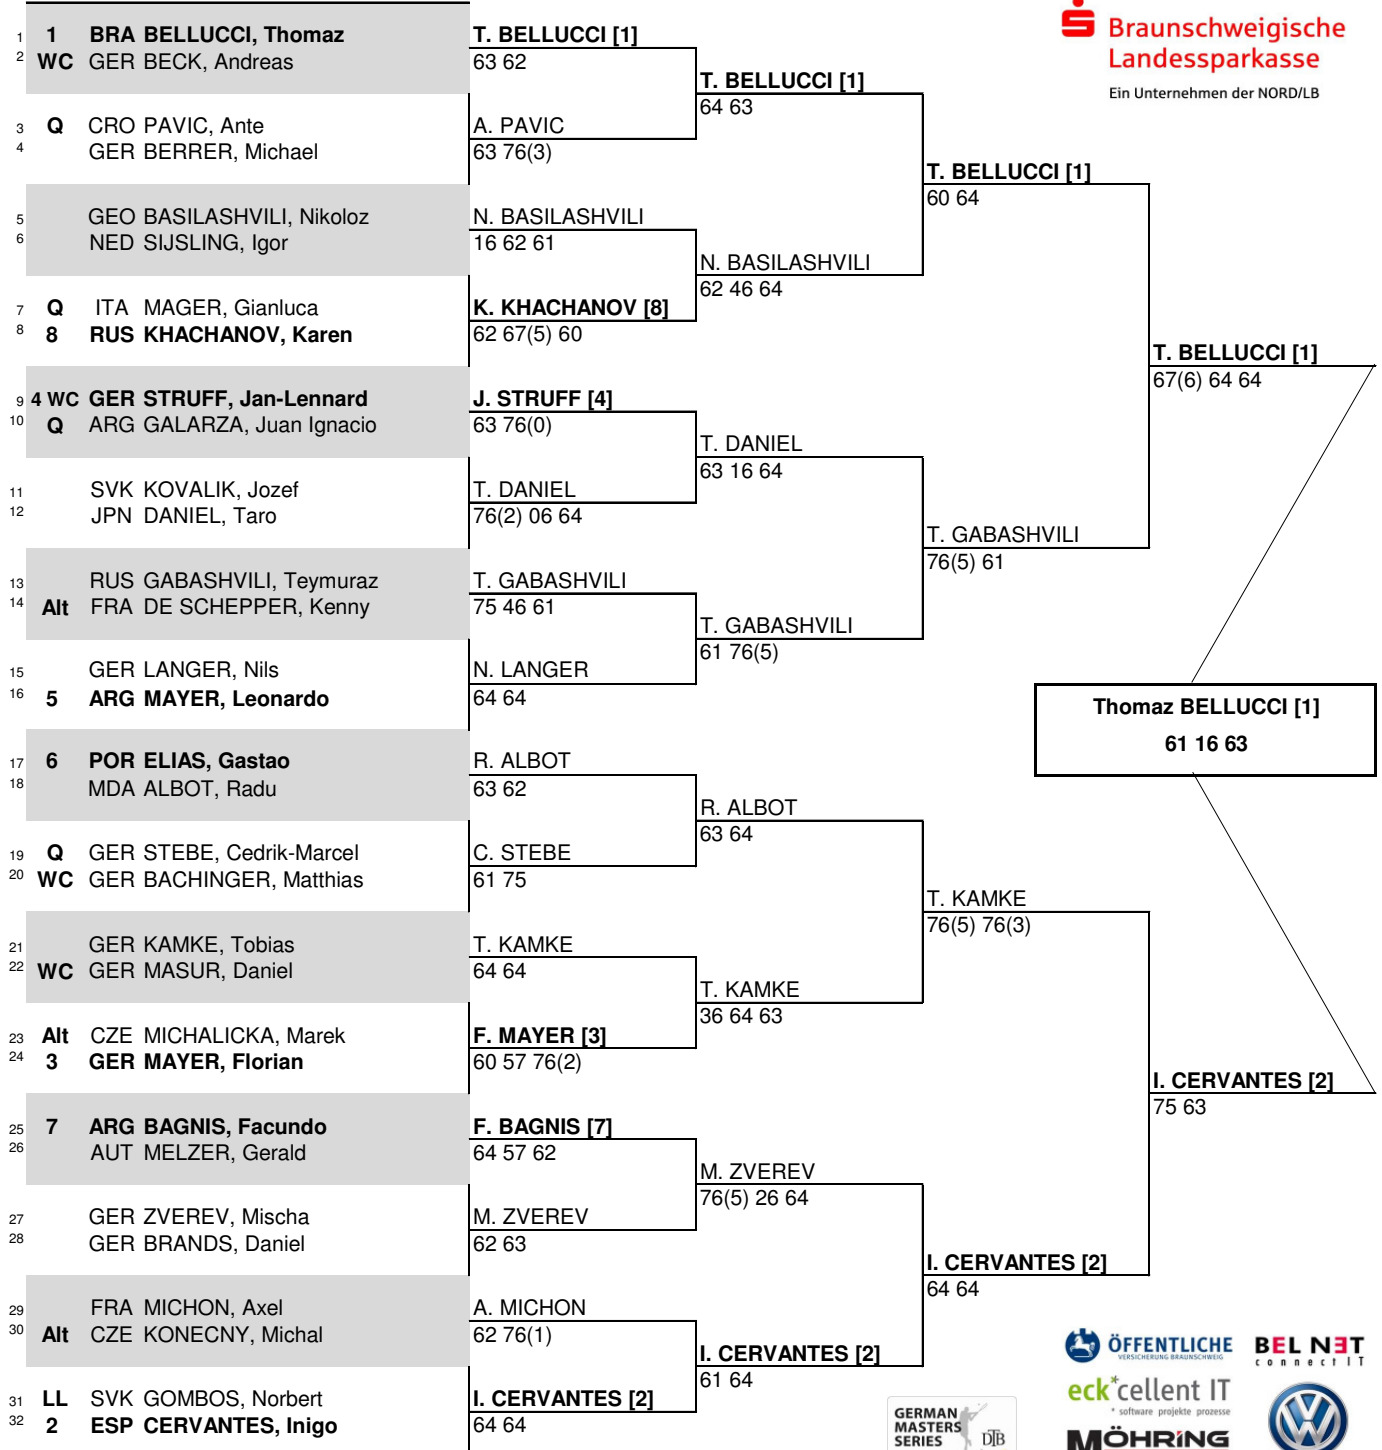 Braunschweigische
Landessparkasse
Ein Unternehmen der NORD/LB
1 1 BRA BELLUCCI, Thomaz
2 WC GER BECK, Andreas
3 Q CRO PAVIC, Ante
4 GER BERRER, Michael
5 GEO BASILASHVILI, Nikoloz
6 NED SIJSLING, Igor
7 Q ITA MAGER, Gianluca
8 8 RUS KHACHANOV, Karen
9 4 WC GER STRUFF, Jan-Lennard
10 Q ARG GALARZA, Juan Ignacio
11 SVK KOVALIK, Jozef
12 JPN DANIEL, Taro
13 RUS GABASHVILI, Teymuraz
14 Alt FRA DE SCHEPPER, Kenny
15 GER LANGER, Nils
16 5 ARG MAYER, Leonardo
17 6 POR ELIAS, Gastao
18 MDA ALBOT, Radu
19 Q GER STEBE, Cedrik-Marcel
20 WC GER BACHINGER, Matthias
21 GER KAMKE, Tobias
22 WC GER MASUR, Daniel
23 Alt CZE MICHALICKA, Marek
24 3 GER MAYER, Florian
25 7 ARG BAGNIS, Facundo
26 AUT MELZER, Gerald
27 GER ZVEREV, Mischa
28 GER BRANDS, Daniel
29 FRA MICHON, Axel
30 Alt CZE KONECNY, Michal
31 LL SVK GOMBOS, Norbert
32 2 ESP CERVANTES, Inigo
T. BELLUCCI [1]
63 62
A. PAVIC
63 76(3)
N. BASILASHVILI
16 62 61
K. KHACHANOV [8]
62 67(5) 60
J. STRUFF [4]
63 76(0)
T. DANIEL
76(2) 06 64
T. GABASHVILI
75 46 61
N. LANGER
64 64
R. ALBOT
63 62
C. STEBE
61 75
T. KAMKE
64 64
F. MAYER [3]
60 57 76(2)
F. BAGNIS [7]
64 57 62
M. ZVEREV
62 63
A. MICHON
62 76(1)
I. CERVANTES [2]
64 64
T. BELLUCCI [1]
64 63
N. BASILASHVILI
62 46 64
T. DANIEL
63 16 64
T. GABASHVILI
61 76(5)
R. ALBOT
63 64
T. KAMKE
36 64 63
M. ZVEREV
76(5) 26 64
I. CERVANTES [2]
61 64
T. BELLUCCI [1]
60 64
T. GABASHVILI
76(5) 61
T. KAMKE
76(5) 76(3)
I. CERVANTES [2]
64 64
T. BELLUCCI [1]
67(6) 64 64
I. CERVANTES [2]
75 63
Thomaz BELLUCCI [1]
61 16 63
ÖFFENTLICHE
VERSICHERUNG BRAUNSCHWEIG
BEL NET
connect IT
eck*cellent IT
* software projekte prozesse
GERMAN
MASTERS
SERIES
DTB
MÖHRING